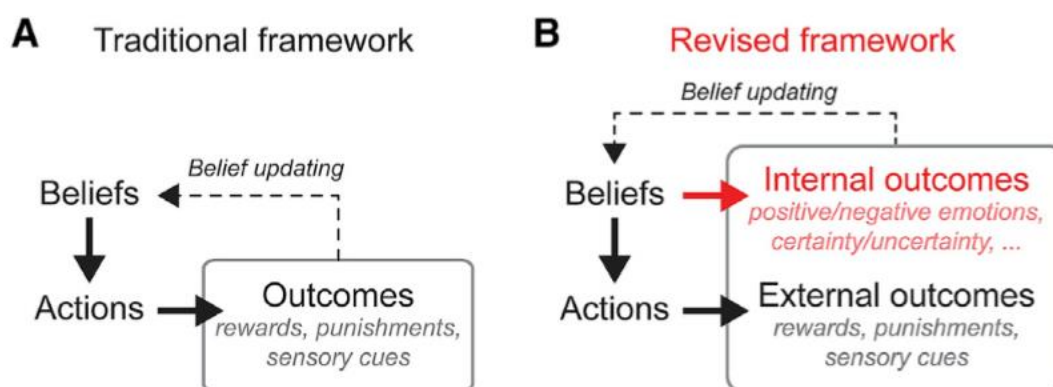 A
Traditional framework
Belief updating
Beliefs
Actions
Outcomes
rewards, punishments,
sensory cues
B
Revised framework
Belief updating
Beliefs
Internal outcomes
positive/negative emotions,
certainty/uncertainty, ...
Actions
External outcomes
rewards, punishments,
sensory cues